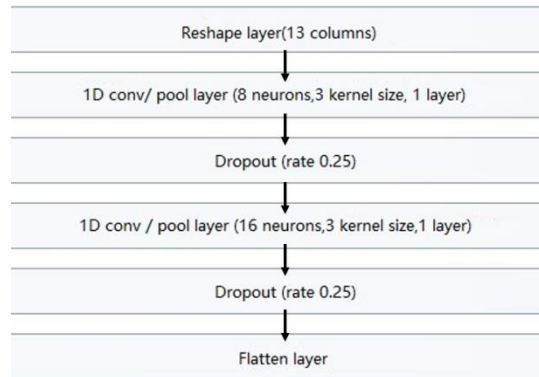 Reshape layer(13 columns)
1D conv/ pool layer (8 neurons,3 kernel size, 1 layer)
Dropout (rate 0.25)
1D conv / pool layer (16 neurons,3 kernel size,1 layer)
Dropout (rate 0.25)
Flatten layer